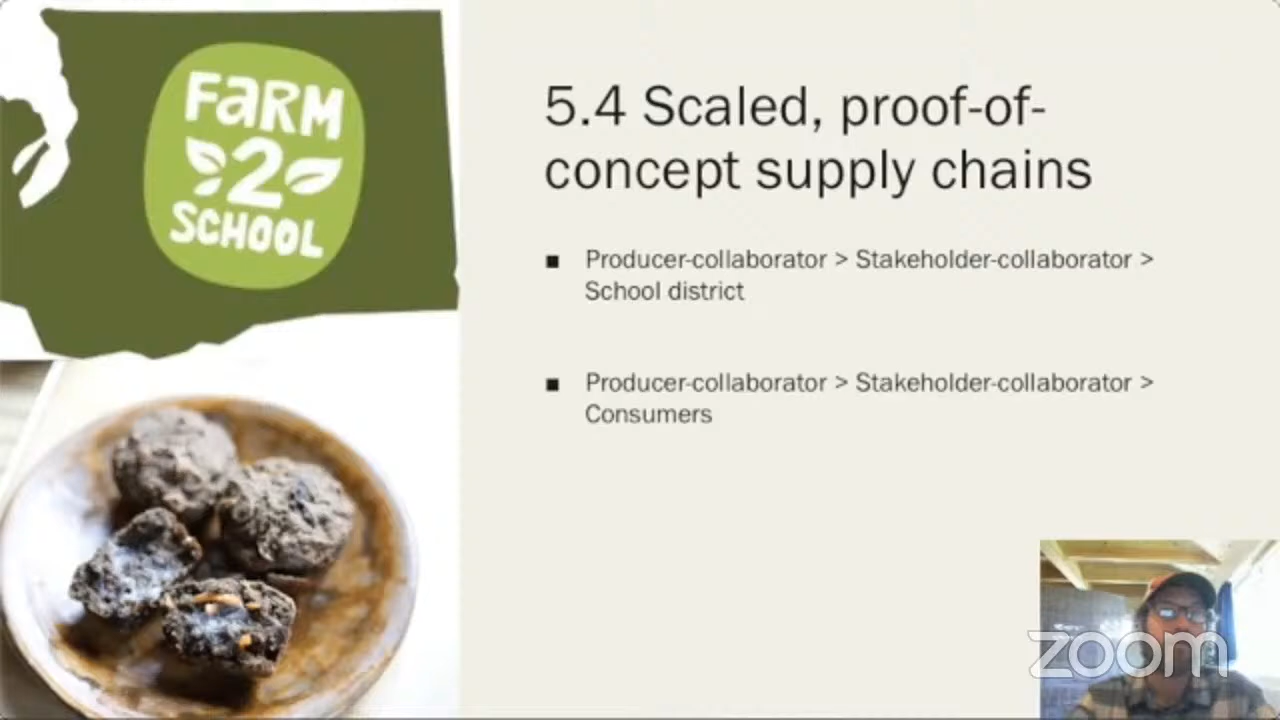 FARM
2
SCHOOL
5.4 Scaled, proof-of-
concept supply chains
Producer-collaborator > Stakeholder-collaborator >
School district
Producer-collaborator > Stakeholder-collaborator >
Consumers
zoom